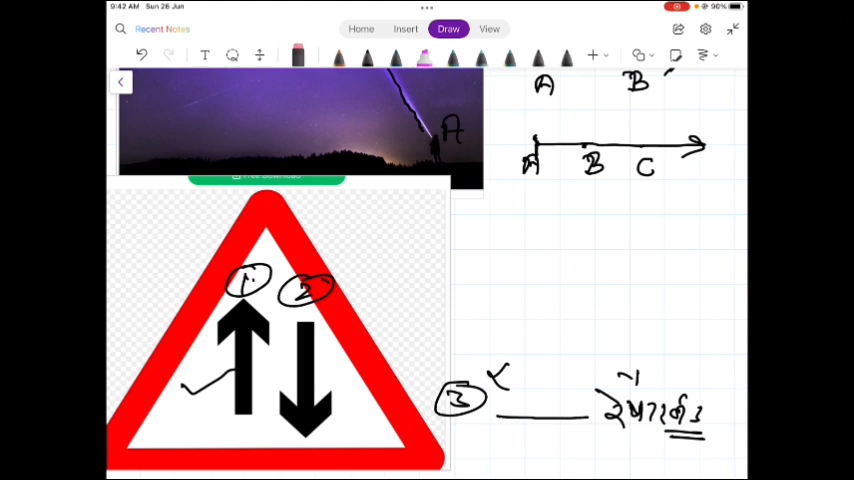 9:42 AM Sun 26 Jun
90%
Recent Notes
Home Insert Draw View
A B
A
A B C
1
2
3